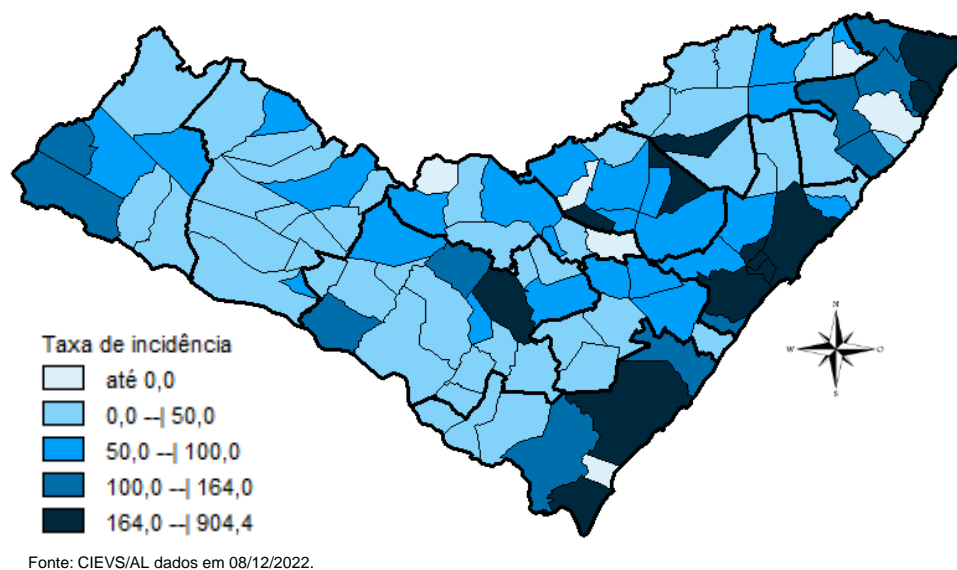 Taxa de incidência
até 0,0
0,0 --| 50,0
50,0 --| 100,0
100,0 --| 164,0
164,0 --| 904,4
N
W
O
S
Fonte: CIEVS/AL dados em 08/12/2022.